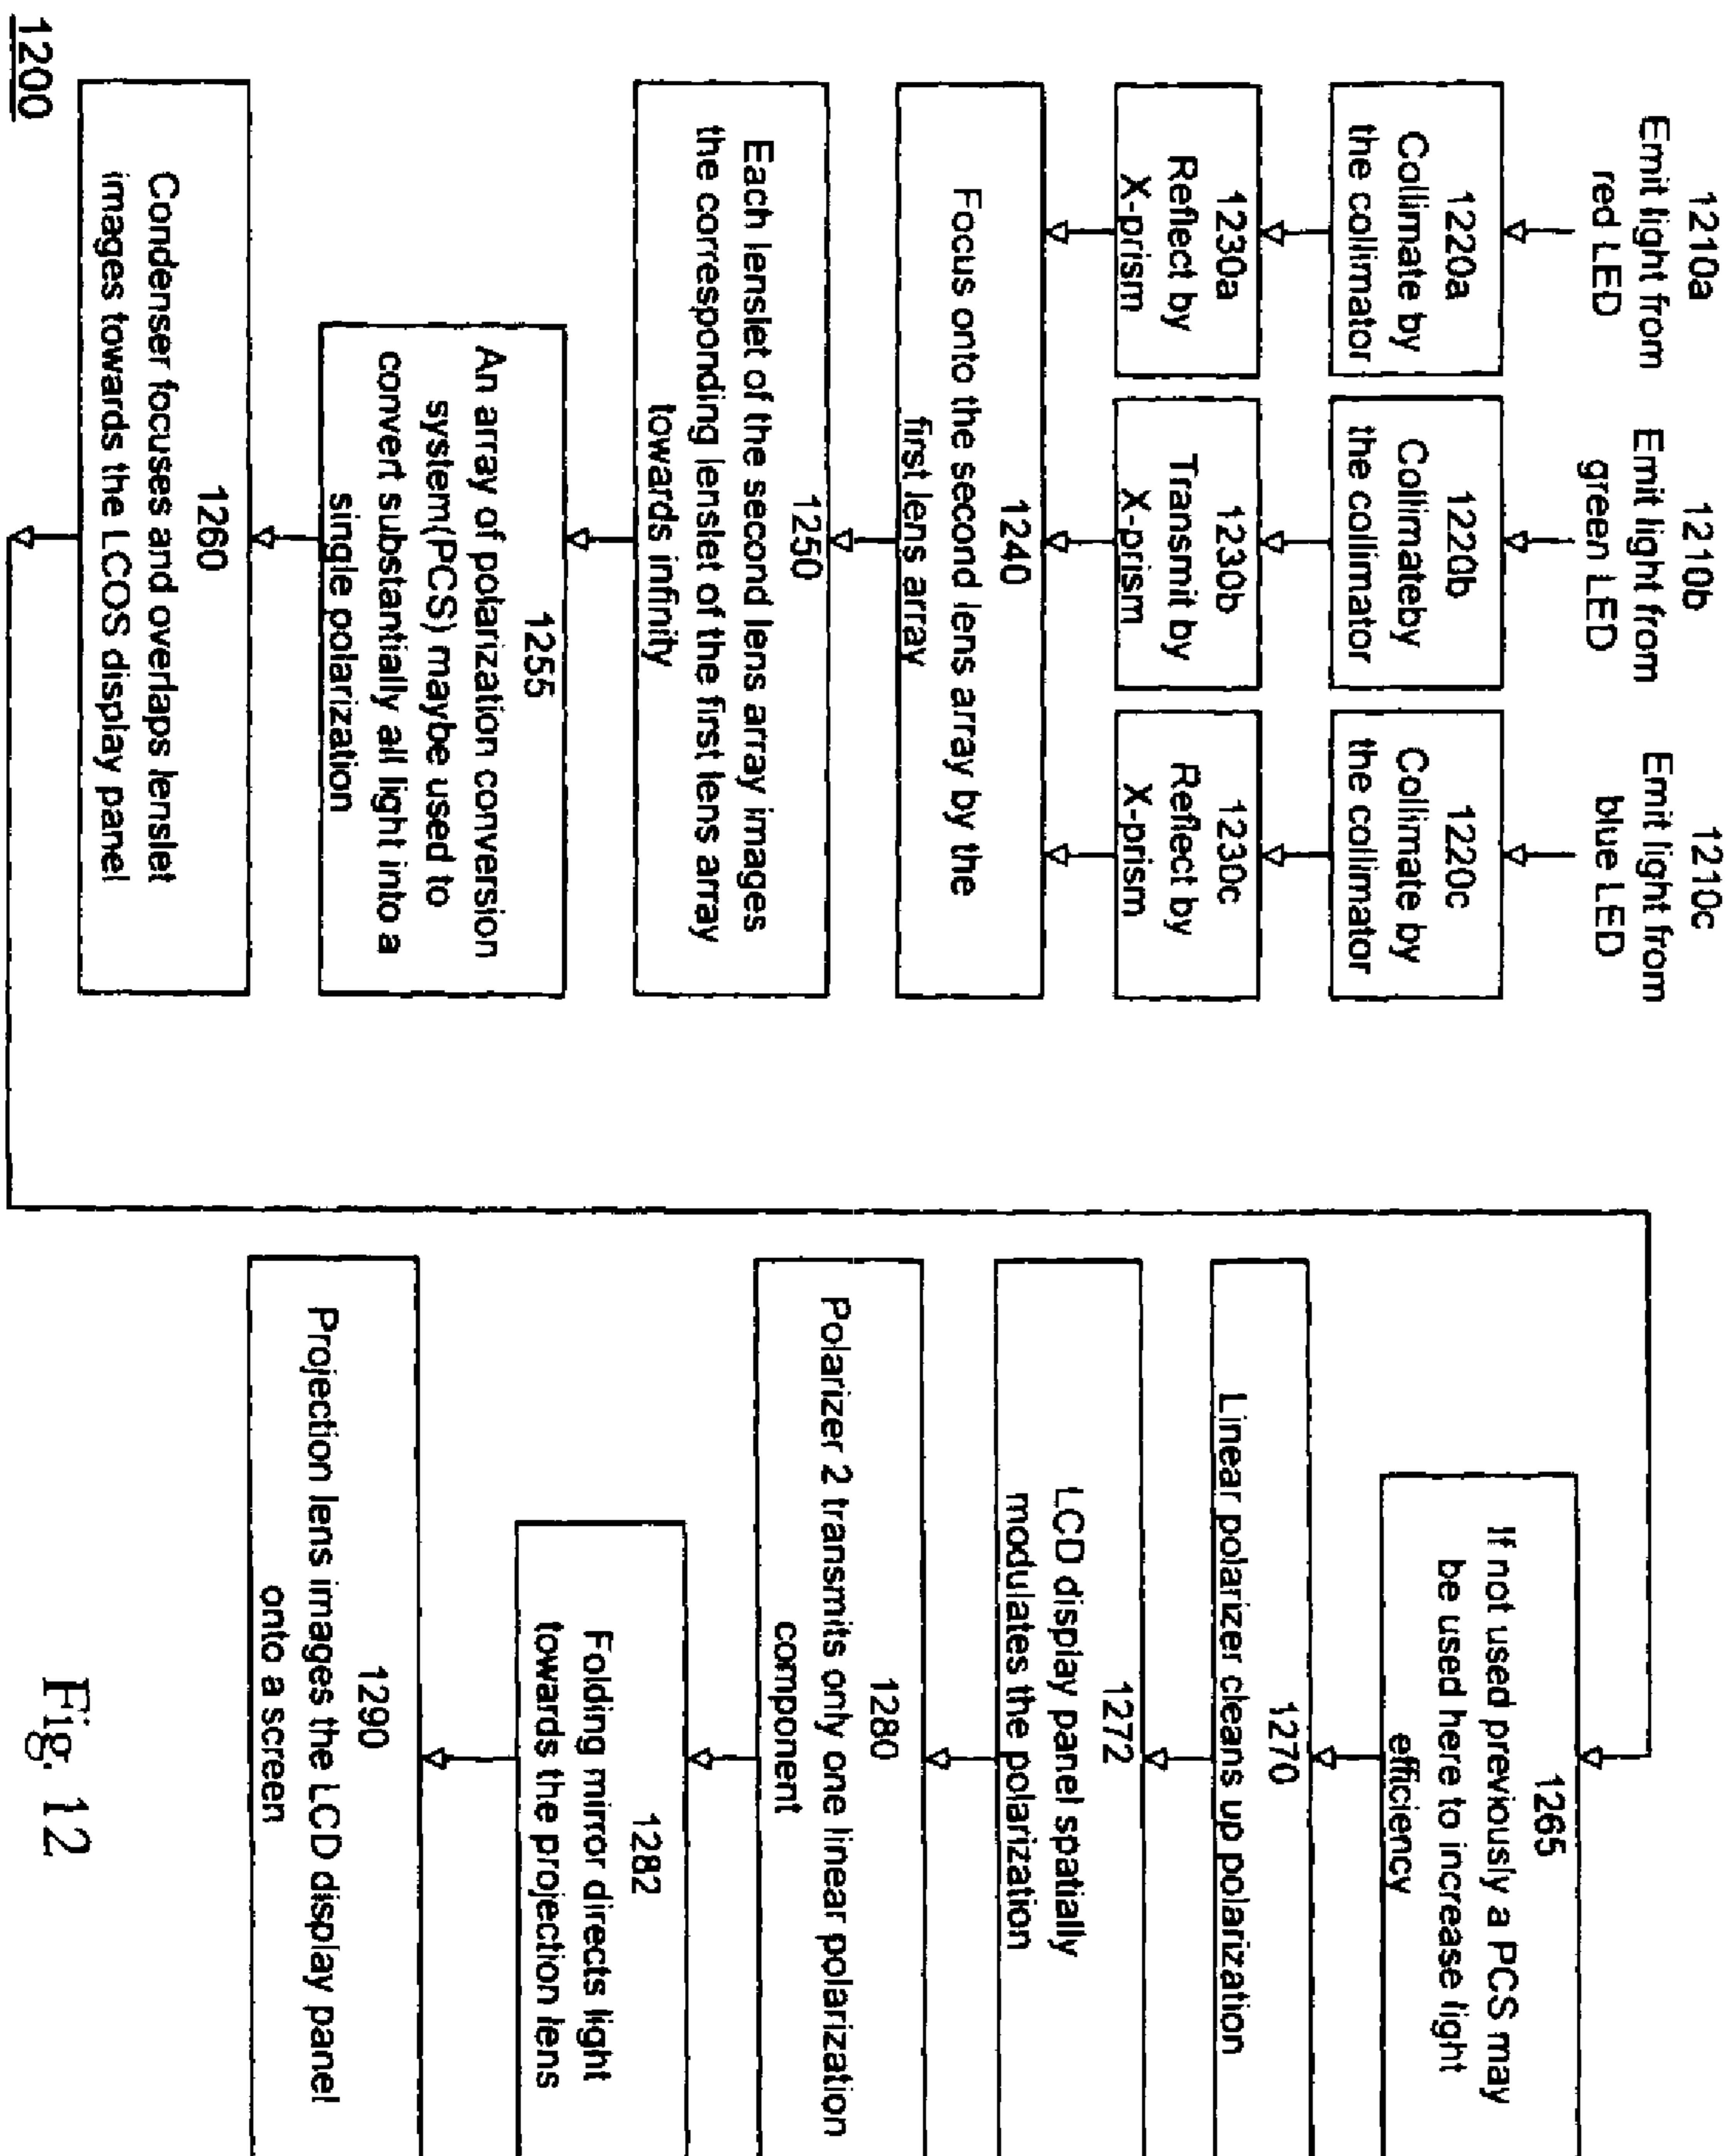 1210a
Emit light from
red LED
1210b
Emit light from
green LED
1210c
Emit light from
blue LED
1220a
Collimate by
the collimator
1220b
Collimateby
the collimator
1220c
Collimate by
the collimator
1230a
Reflect by
X-prism
1230b
Transmit by
X-prism
1230c
Reflect by
X-prism
1240
Focus onto the second lens array by the
first lens array
1250
Each lenslet of the second lens array images
the corresponding lenslet of the first lens array
towards infinity
1255
An array of polarization conversion
system(PCS) maybe used to
convert substantially all light into a
single polarization
1260
Condenser focuses and overlaps lenslet
images towards the LCOS display panel
1200
1265
If not used previously a PCS may
be used here to increase light
efficiency
1270
Linear polarizer cleans up polarization
1272
LCD display panel spatially
modulates the polarization
1280
Polarizer 2 transmits only one linear polarization
component
1282
Folding mirror directs light
towards the projection lens
1290
Projection lens images the LCD display panel
onto a screen
Fig. 12